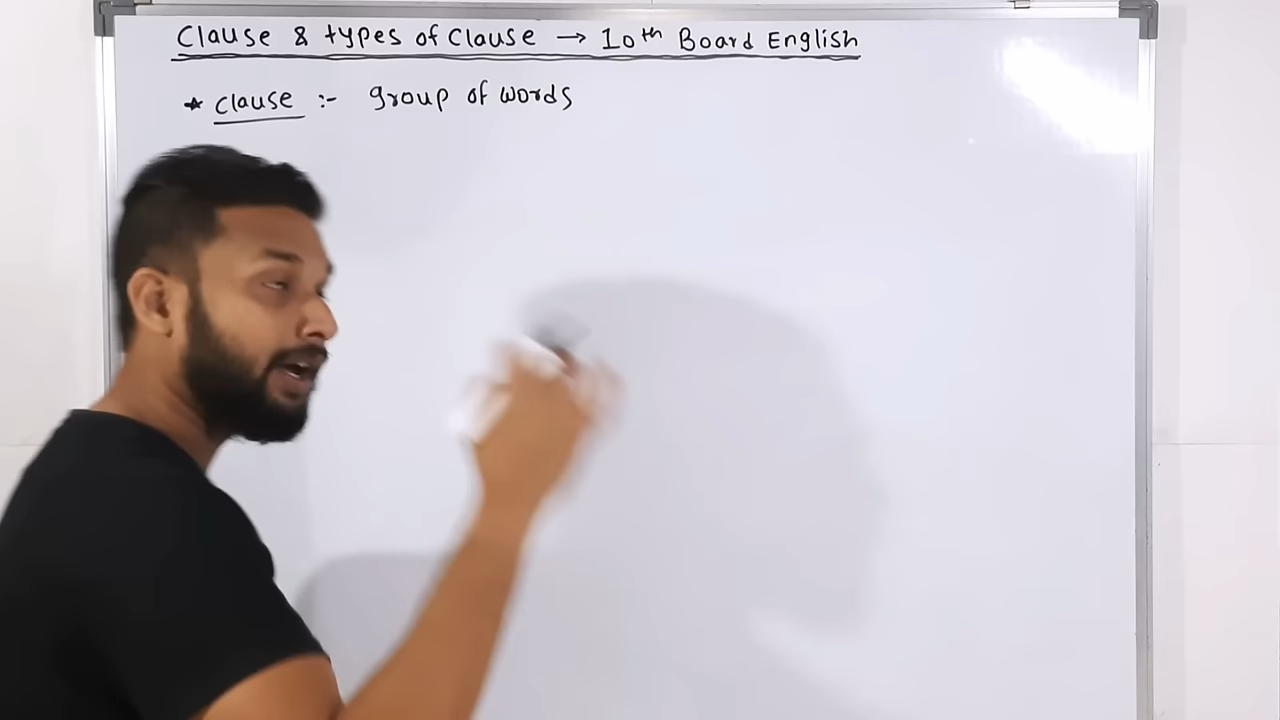 Clause & types of Clause → 10th Board English
* Clause :- group of words